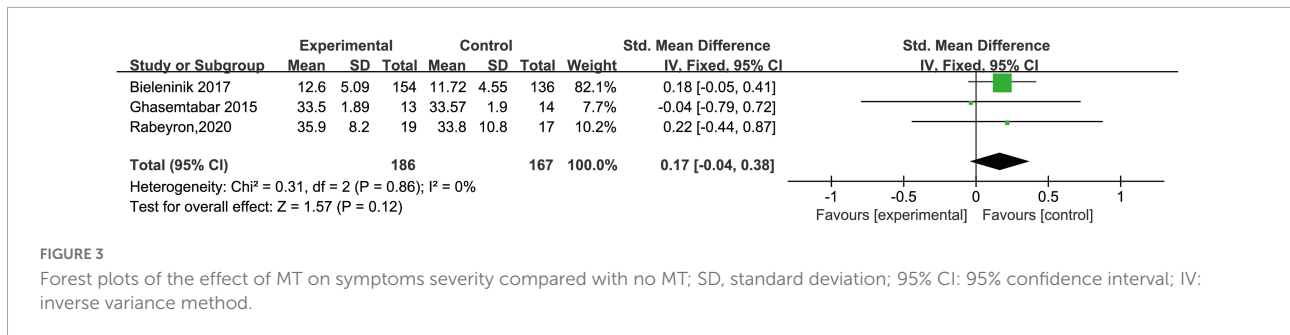 Experimental Control Std. Mean Difference Std. Mean Difference
Study or Subgroup Mean SD Total Mean SD Total Weight IV, Fixed, 95% CI IV, Fixed, 95% CI
Bieleninik 2017 12.6 5.09 154 11.72 4.55 136 82.1% 0.18 [-0.05, 0.41]
Ghasemtabar 2015 33.5 1.89 13 33.57 1.9 14 7.7% -0.04 [-0.79, 0.72]
Rabeyron,2020 35.9 8.2 19 33.8 10.8 17 10.2% 0.22 [-0.44, 0.87]
Total (95% CI) 186 167 100.0% 0.17 [-0.04, 0.38]
Heterogeneity: Chi² = 0.31, df = 2 (P = 0.86); I² = 0%
Test for overall effect: Z = 1.57 (P = 0.12)
-1 -0.5 0 0.5 1
Favours [experimental] Favours [control]
FIGURE 3
Forest plots of the effect of MT on symptoms severity compared with no MT; SD, standard deviation; 95% CI: 95% confidence interval; IV:
inverse variance method.